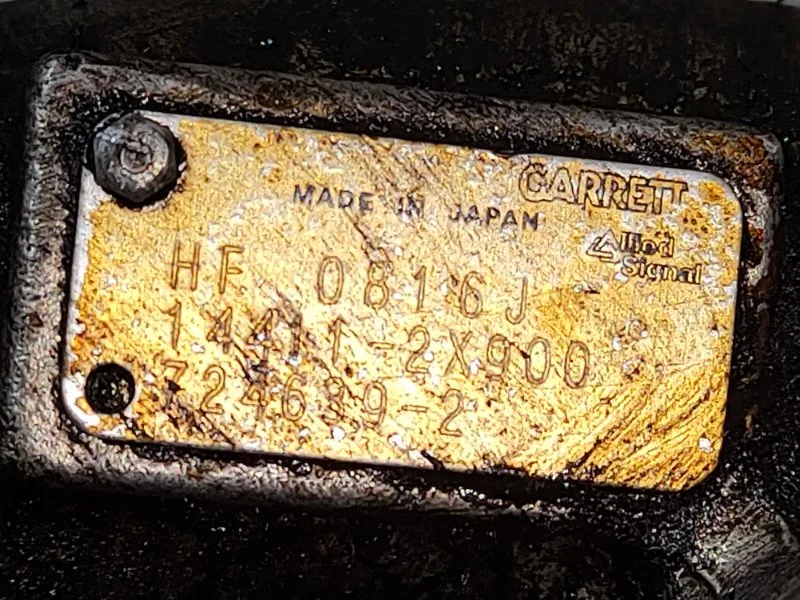 GARRETT
MADE IN JAPAN
Allied
Signal
HF 0816J
14411-2X900
724639-2